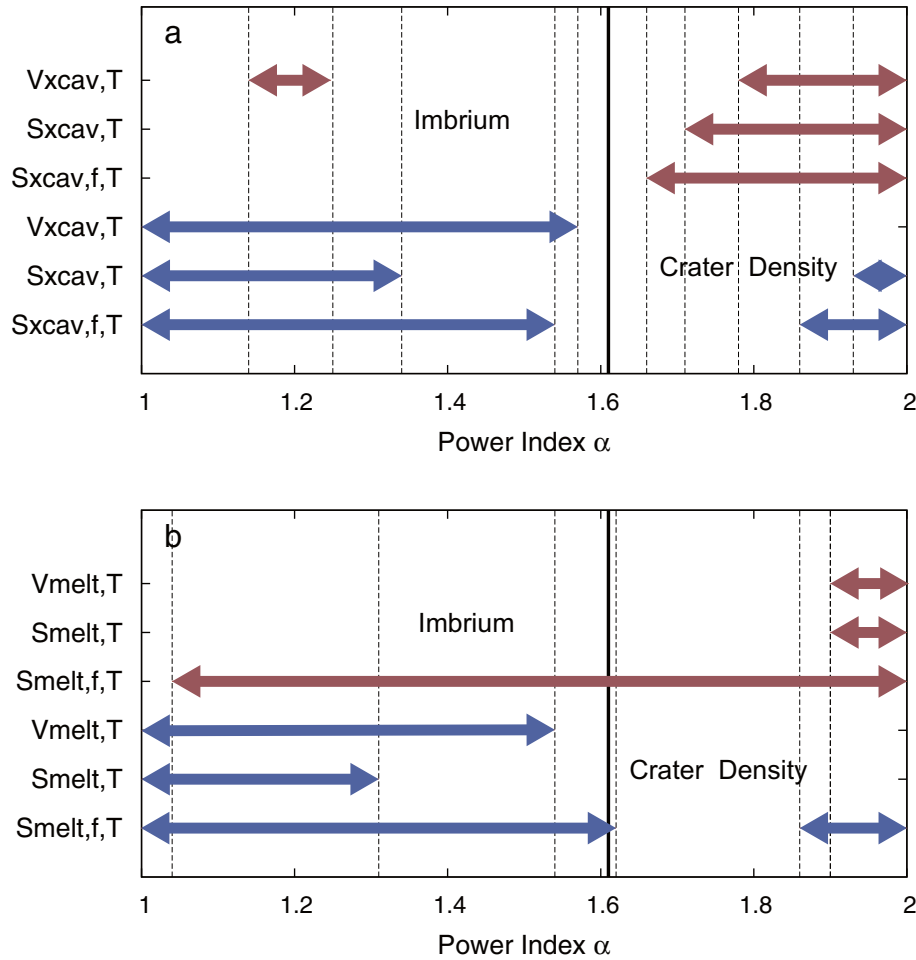 a
Vxcav,T
Imbrium
Sxcav,T
Sxcav,f,T
Vxcav,T
Sxcav,T
Crater Density
Sxcav,f,T
1 1.2 1.4 1.6 1.8 2
Power Index α
b
Vmelt,T
Smelt,T
Imbrium
Smelt,f,T
Vmelt,T
Smelt,T
Crater Density
Smelt,f,T
1 1.2 1.4 1.6 1.8 2
Power Index α